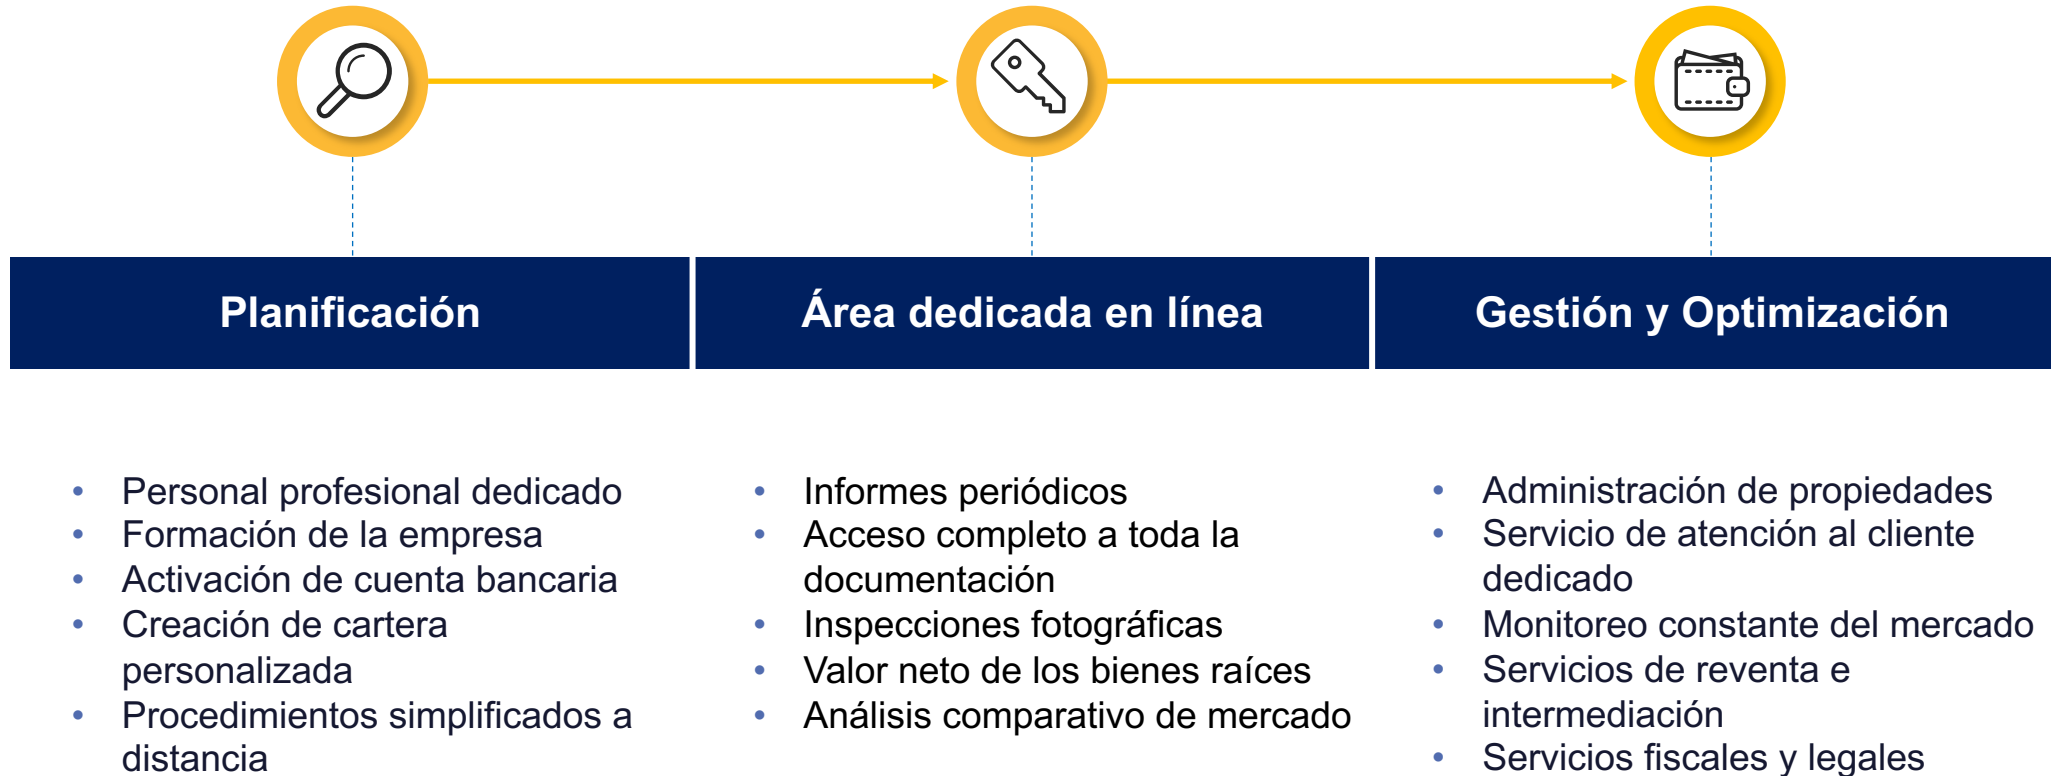 Planificación
Área dedicada en línea
Gestión y Optimización
• Personal profesional dedicado
• Formación de la empresa
• Activación de cuenta bancaria
• Creación de cartera
personalizada
• Procedimientos simplificados a
distancia
• Informes periódicos
• Acceso completo a toda la
documentación
• Inspecciones fotográficas
• Valor neto de los bienes raíces
• Análisis comparativo de mercado
• Administración de propiedades
• Servicio de atención al cliente
dedicado
• Monitoreo constante del mercado
• Servicios de reventa e
intermediación
• Servicios fiscales y legales